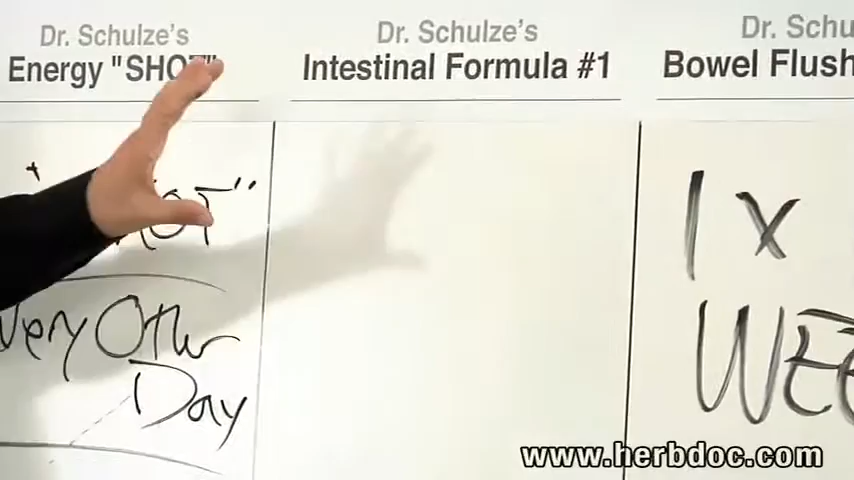 Dr. Schulze's
Energy "SHOT"
"SHOT"
Every Other
Day
Dr. Schulze's
Intestinal Formula #1
Dr. Schu
Bowel Flush
1 x
WEE
www.herbdoc.com